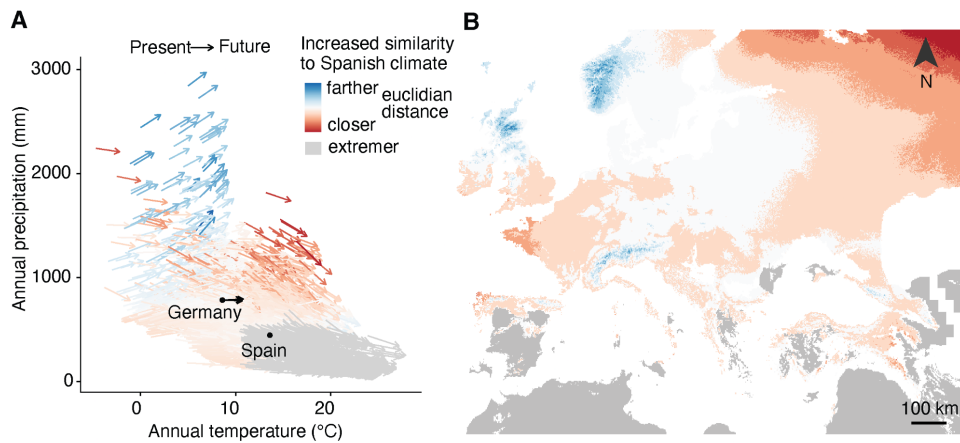 A
Present→Future
Increased similarity
to Spanish climate
farther
euclidian
distance
closer
extremer
Annual precipitation (mm)
3000
2000
1000
0
Germany
Spain
0
10
20
Annual temperature (°C)
B
N
100 km